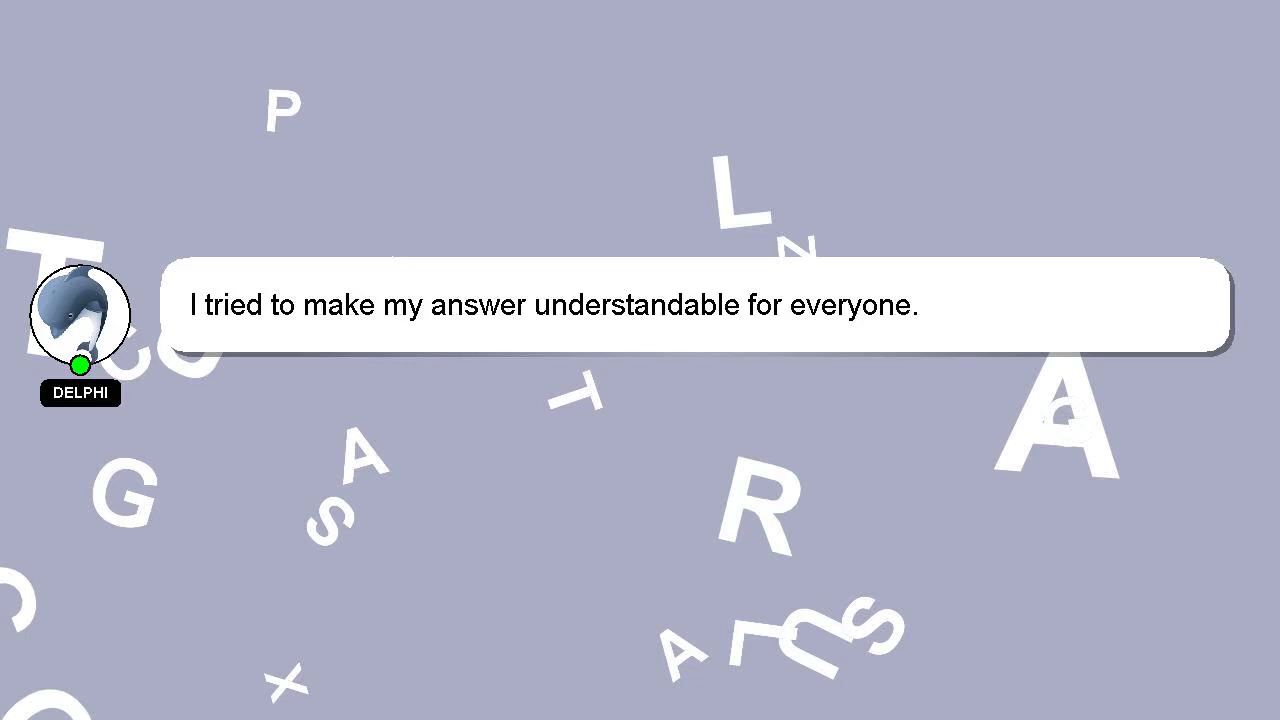 P
L
Z
T
I tried to make my answer understandable for everyone.
DELPHI
T
A
G
A
G
S
R
C
A
L
U
S
X